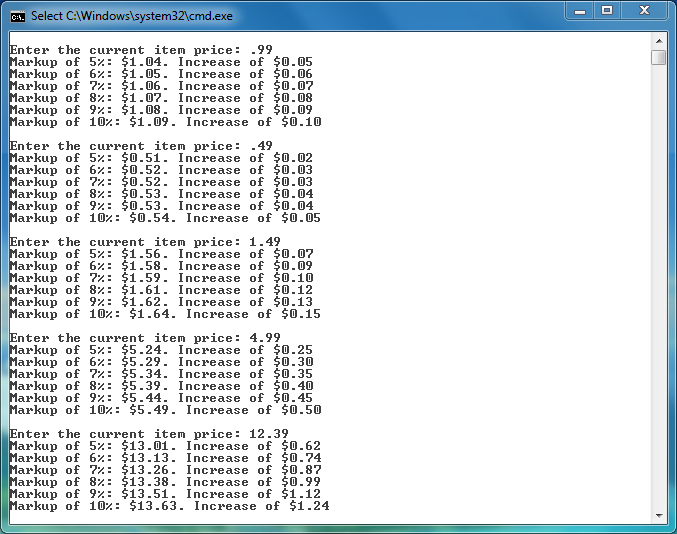 Select C:\Windows\system32\cmd.exe
Enter the current item price: .99
Markup of 5%: $1.04. Increase of $0.05
Markup of 6%: $1.05. Increase of $0.06
Markup of 7%: $1.06. Increase of $0.07
Markup of 8%: $1.07. Increase of $0.08
Markup of 9%: $1.08. Increase of $0.09
Markup of 10%: $1.09. Increase of $0.10
Enter the current item price: .49
Markup of 5%: $0.51. Increase of $0.02
Markup of 6%: $0.52. Increase of $0.03
Markup of 7%: $0.52. Increase of $0.03
Markup of 8%: $0.53. Increase of $0.04
Markup of 9%: $0.53. Increase of $0.04
Markup of 10%: $0.54. Increase of $0.05
Enter the current item price: 1.49
Markup of 5%: $1.56. Increase of $0.07
Markup of 6%: $1.58. Increase of $0.09
Markup of 7%: $1.59. Increase of $0.10
Markup of 8%: $1.61. Increase of $0.12
Markup of 9%: $1.62. Increase of $0.13
Markup of 10%: $1.64. Increase of $0.15
Enter the current item price: 4.99
Markup of 5%: $5.24. Increase of $0.25
Markup of 6%: $5.29. Increase of $0.30
Markup of 7%: $5.34. Increase of $0.35
Markup of 8%: $5.39. Increase of $0.40
Markup of 9%: $5.44. Increase of $0.45
Markup of 10%: $5.49. Increase of $0.50
Enter the current item price: 12.39
Markup of 5%: $13.01. Increase of $0.62
Markup of 6%: $13.13. Increase of $0.74
Markup of 7%: $13.26. Increase of $0.87
Markup of 8%: $13.38. Increase of $0.99
Markup of 9%: $13.51. Increase of $1.12
Markup of 10%: $13.63. Increase of $1.24